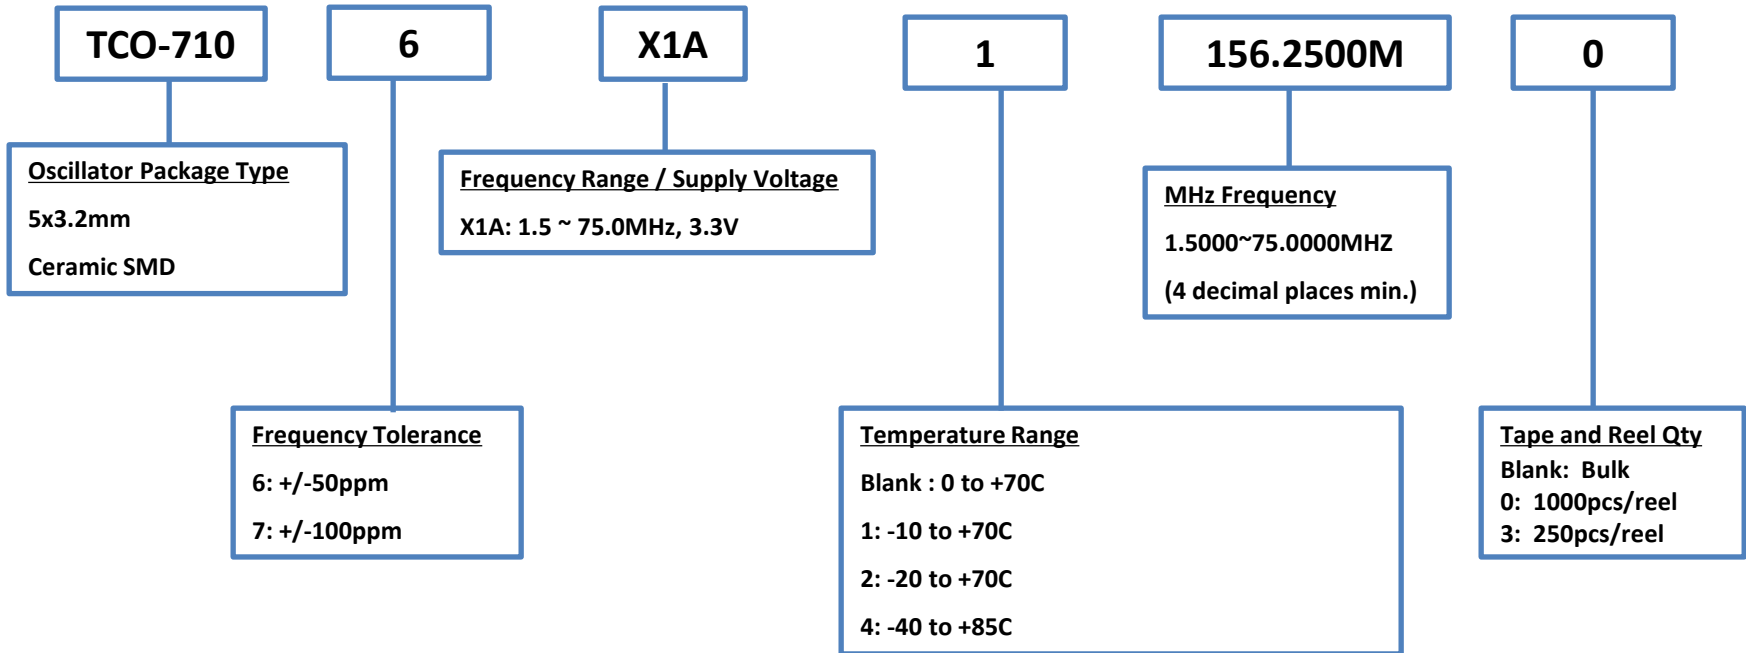 TCO-710
6
X1A
1
156.2500M
0
Oscillator Package Type
5x3.2mm
Ceramic SMD
Frequency Range / Supply Voltage
X1A: 1.5 ~ 75.0MHz, 3.3V
MHz Frequency
1.5000~75.0000MHZ
(4 decimal places min.)
Frequency Tolerance
6: +/-50ppm
7: +/-100ppm
Temperature Range
Blank : 0 to +70C
1: -10 to +70C
2: -20 to +70C
4: -40 to +85C
Tape and Reel Qty
Blank:  Bulk
0:  1000pcs/reel
3:  250pcs/reel